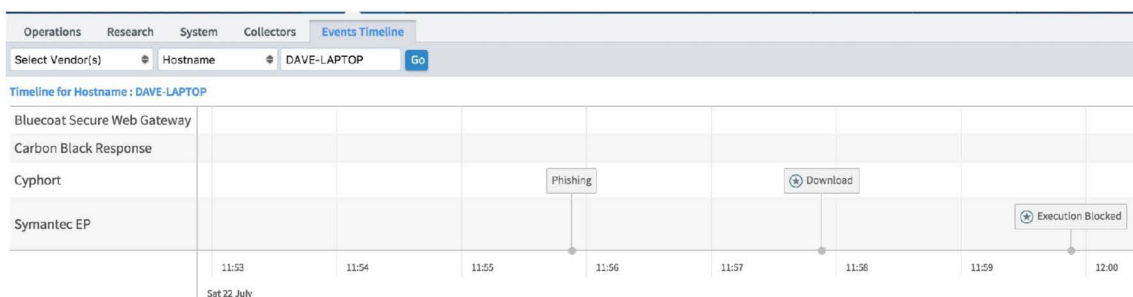 Operations Research System Collectors Events Timeline
Select Vendor(s) Hostname DAVE-LAPTOP Go
Timeline for Hostname : DAVE-LAPTOP
Bluecoat Secure Web Gateway
Carbon Black Response
Cyphort Phishing Download
Symantec EP Execution Blocked
11:53 11:54 11:55 11:56 11:57 11:58 11:59 12:00
Sat 22 July